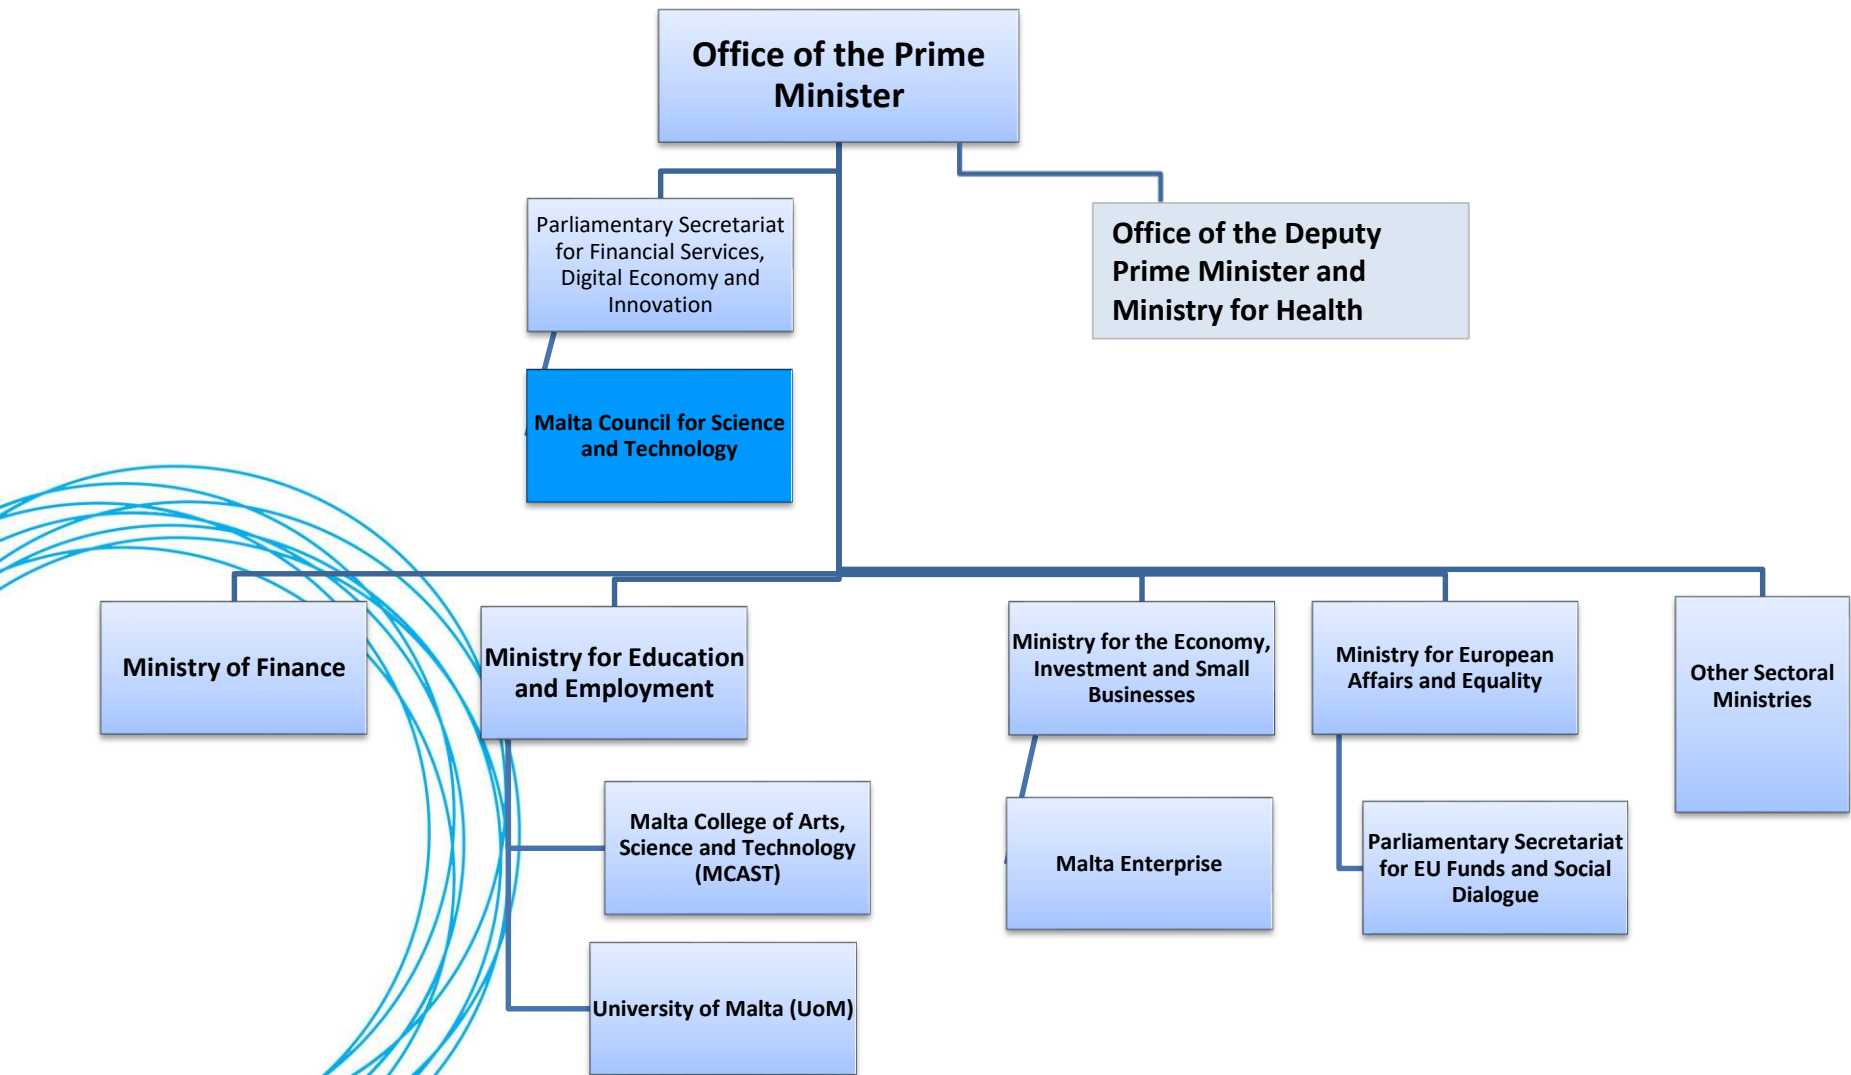 Office of the Prime
Minister
Parliamentary Secretariat
for Financial Services,
Digital Economy and
Innovation
Office of the Deputy
Prime Minister and
Ministry for Health
Malta Council for Science
and Technology
Ministry of Finance
Ministry for Education
and Employment
Ministry for the Economy,
Investment and Small
Businesses
Ministry for European
Affairs and Equality
Other Sectoral
Ministries
Malta College of Arts,
Science and Technology
(MCAST)
Malta Enterprise
Parliamentary Secretariat
for EU Funds and Social
Dialogue
University of Malta (UoM)